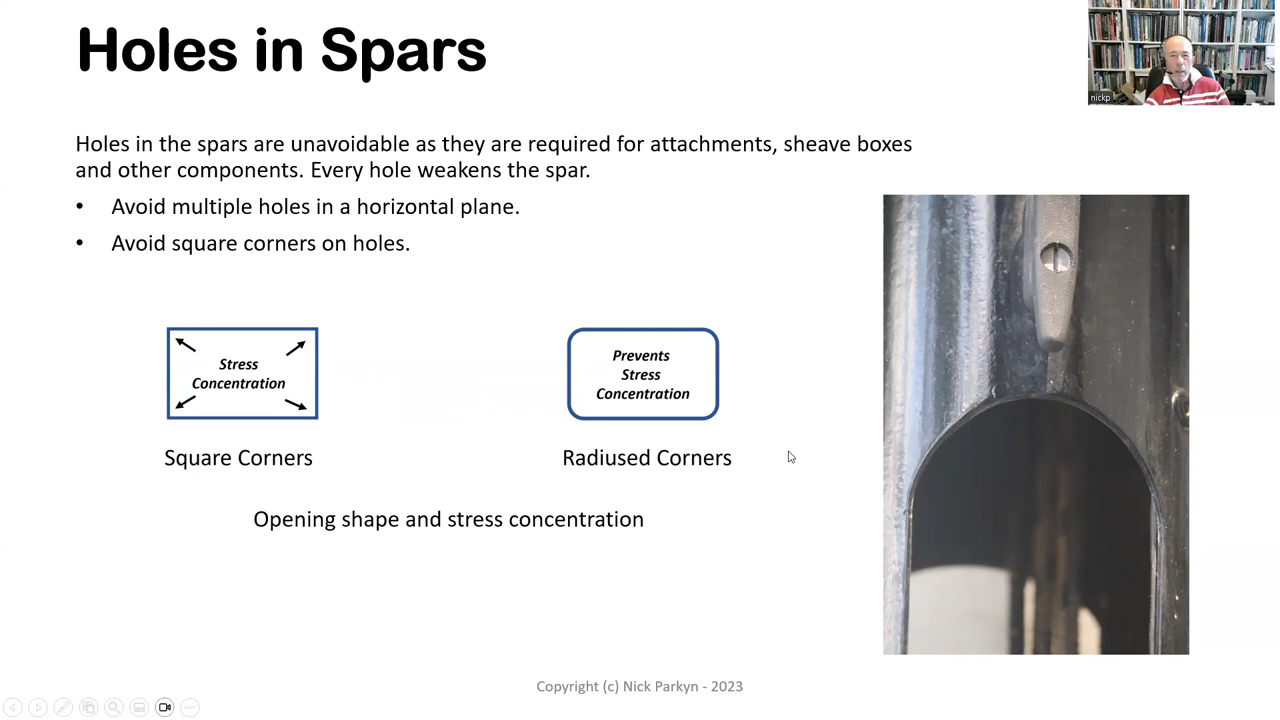 Holes in Spars
nickp
Holes in the spars are unavoidable as they are required for attachments, sheave boxes
and other components. Every hole weakens the spar.
• Avoid multiple holes in a horizontal plane.
• Avoid square corners on holes.
Stress
Concentration
Prevents
Stress
Concentration
Square Corners
Radiused Corners
Opening shape and stress concentration
Copyright (c) Nick Parkyn - 2023